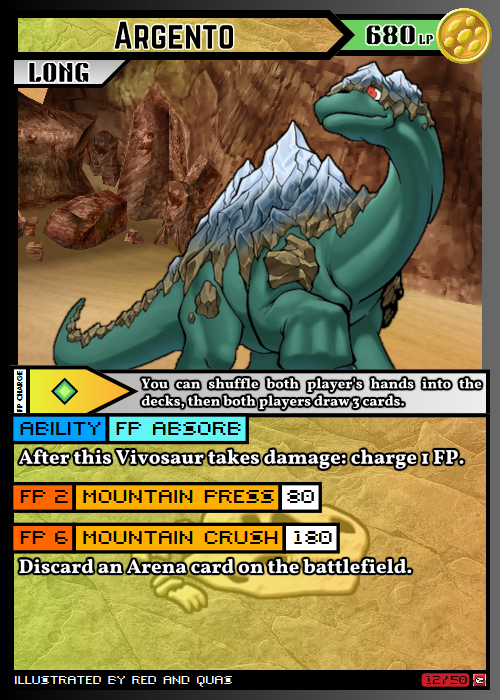 ARGENTO
680 LP
LONG
FP CHARGE
You can shuffle both player's hands into the
decks, then both players draw 3 cards.
ABILITY FP ABSORB
After this Vivosaur takes damage: charge 1 FP.
FP 2 MOUNTAIN PRESS 80
FP 6 MOUNTAIN CRUSH 180
Discard an Arena card on the battlefield.
ILLUSTRATED BY RED AND QUAS
12/50